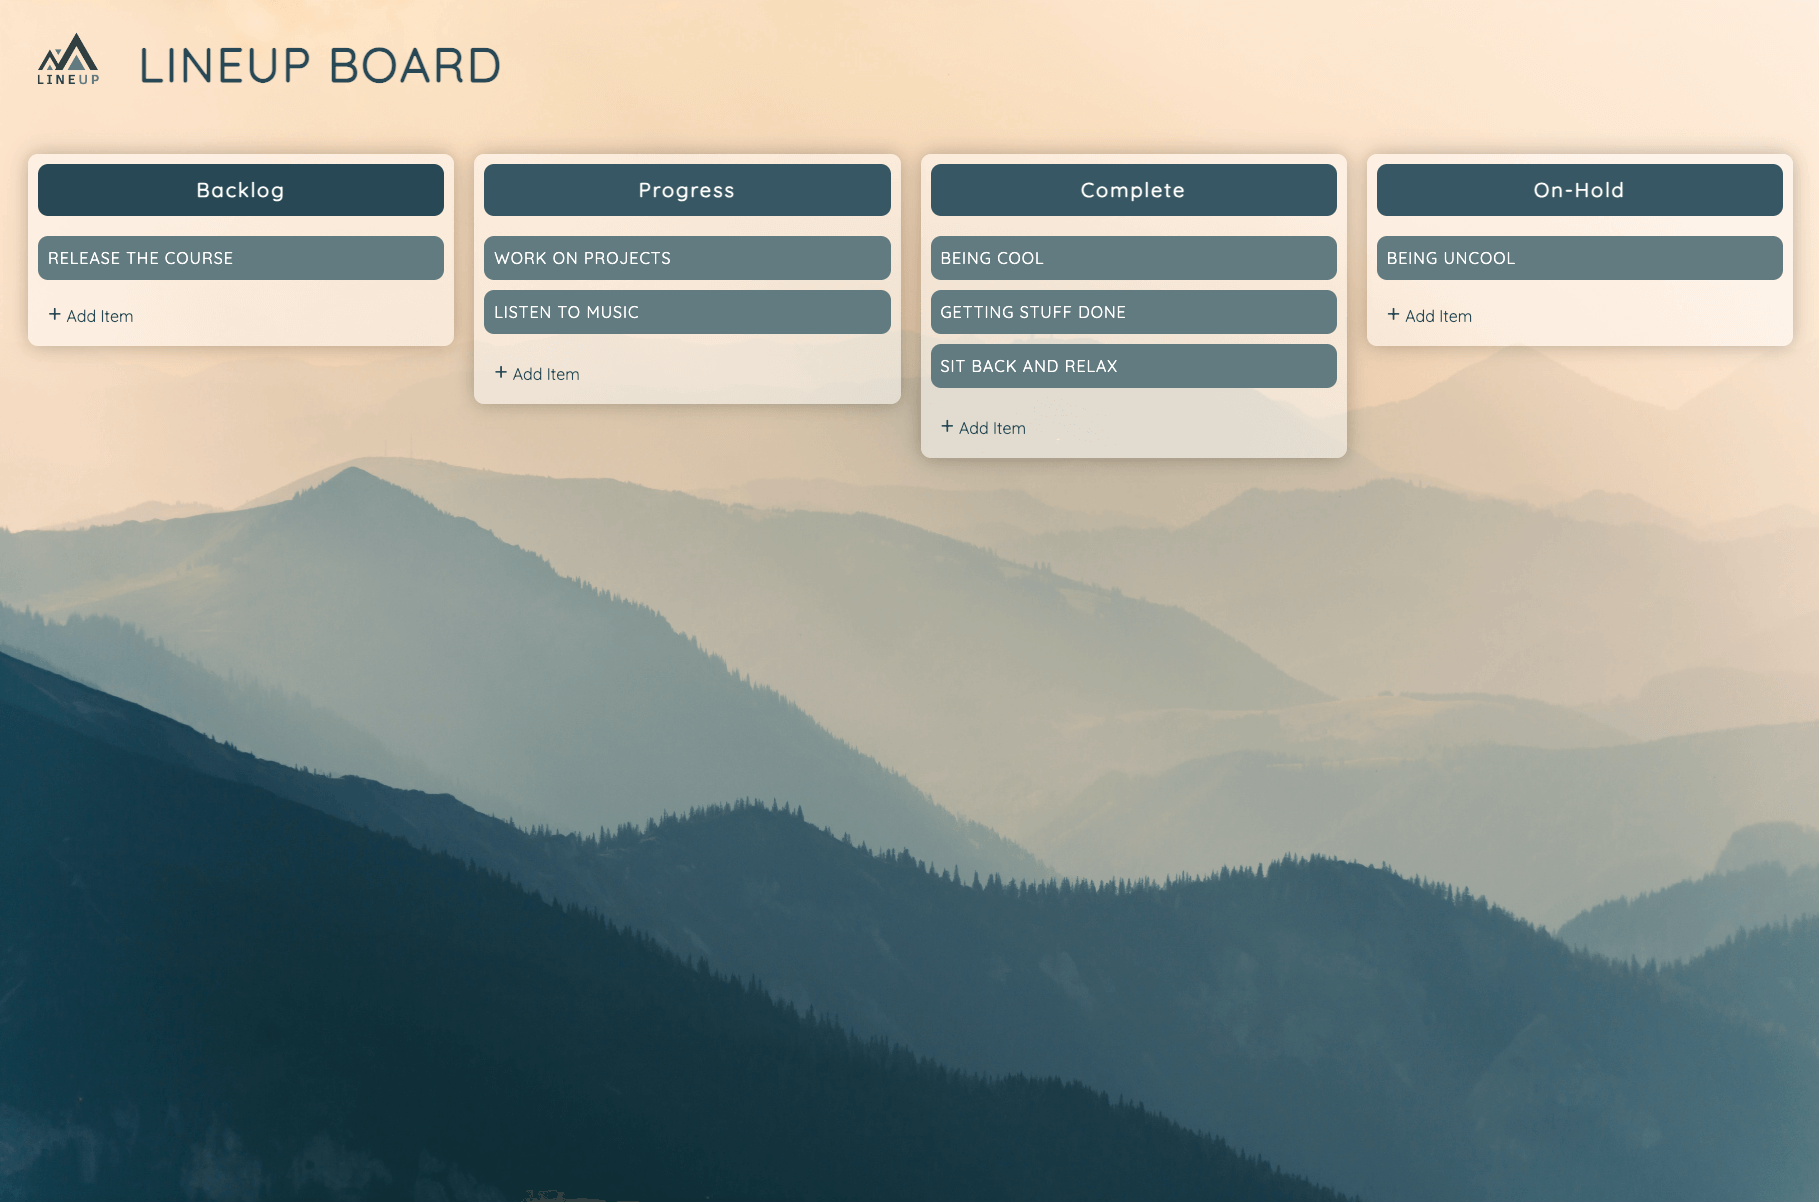 LINEUP
LINEUP BOARD
Backlog
RELEASE THE COURSE
+ Add Item
Progress
WORK ON PROJECTS
LISTEN TO MUSIC
+ Add Item
Complete
BEING COOL
GETTING STUFF DONE
SIT BACK AND RELAX
+ Add Item
On-Hold
BEING UNCOOL
+ Add Item